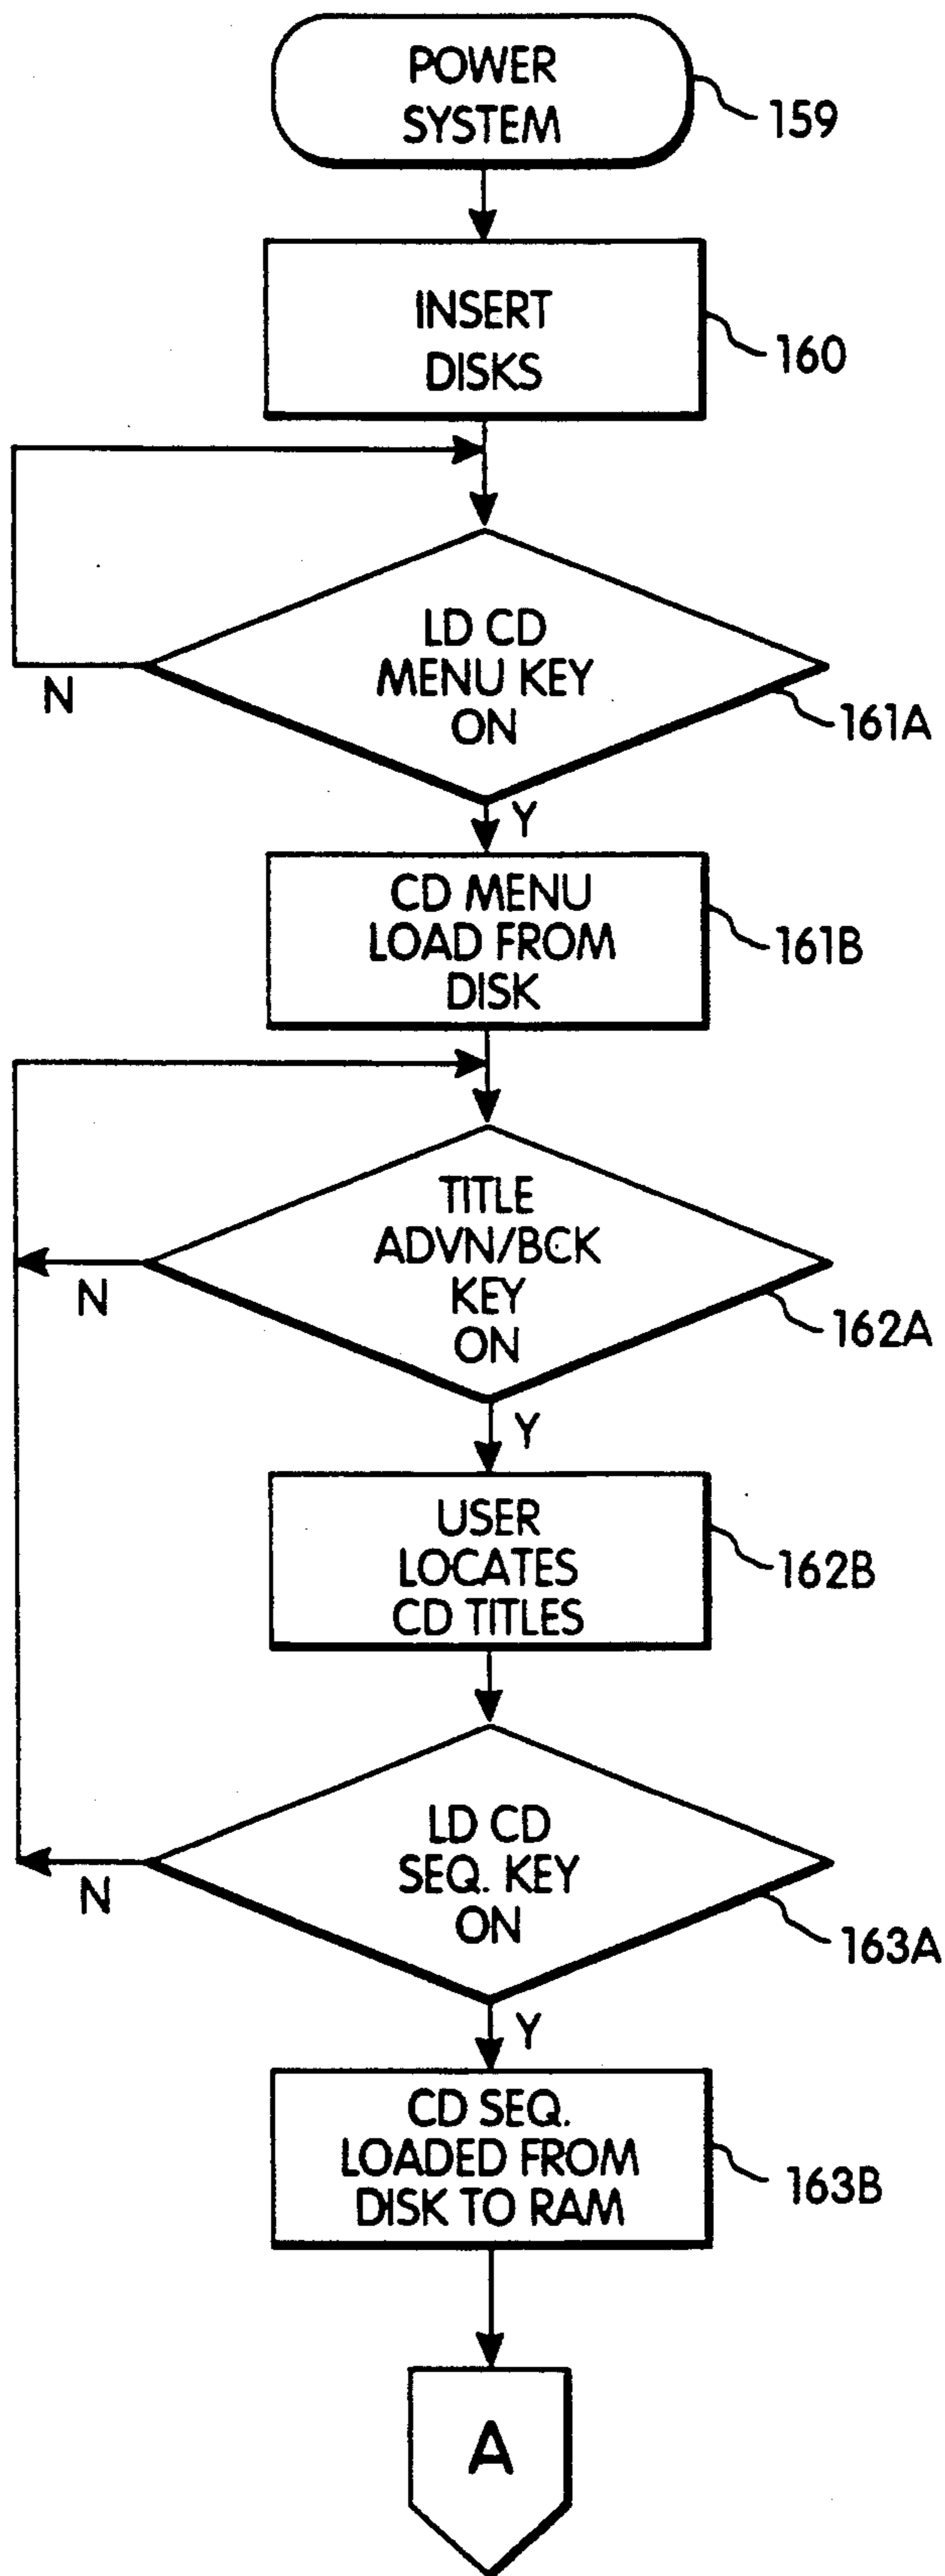 POWER
SYSTEM
159
INSERT
DISKS
160
LD CD
MENU KEY
ON
N
161A
Y
CD MENU
LOAD FROM
DISK
161B
TITLE
ADVN/BCK
KEY
ON
N
162A
Y
USER
LOCATES
CD TITLES
162B
LD CD
SEQ. KEY
ON
N
163A
Y
CD SEQ.
LOADED FROM
DISK TO RAM
163B
A